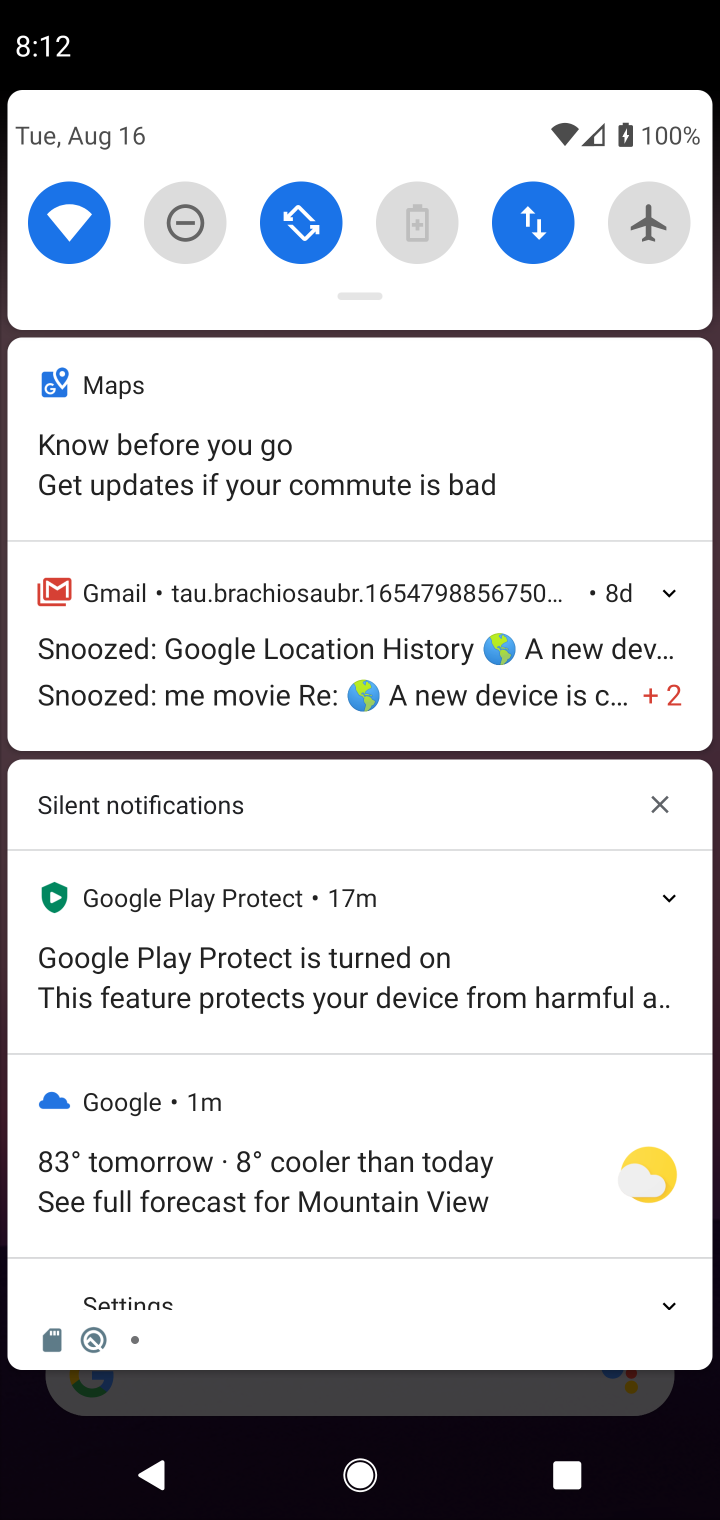 8:12
Tue, Aug 16
100%
Maps
Know before you go
Get updates if your commute is bad
Gmail • tau.brachiosaubr.1654798856750… • 8d
Snoozed: Google Location History 🌎 A new dev…
Snoozed: me movie Re: 🌎 A new device is c… + 2
Silent notifications
Google Play Protect • 17m
Google Play Protect is turned on
This feature protects your device from harmful a..
Google • 1m
83° tomorrow · 8° cooler than today
See full forecast for Mountain View
Settings